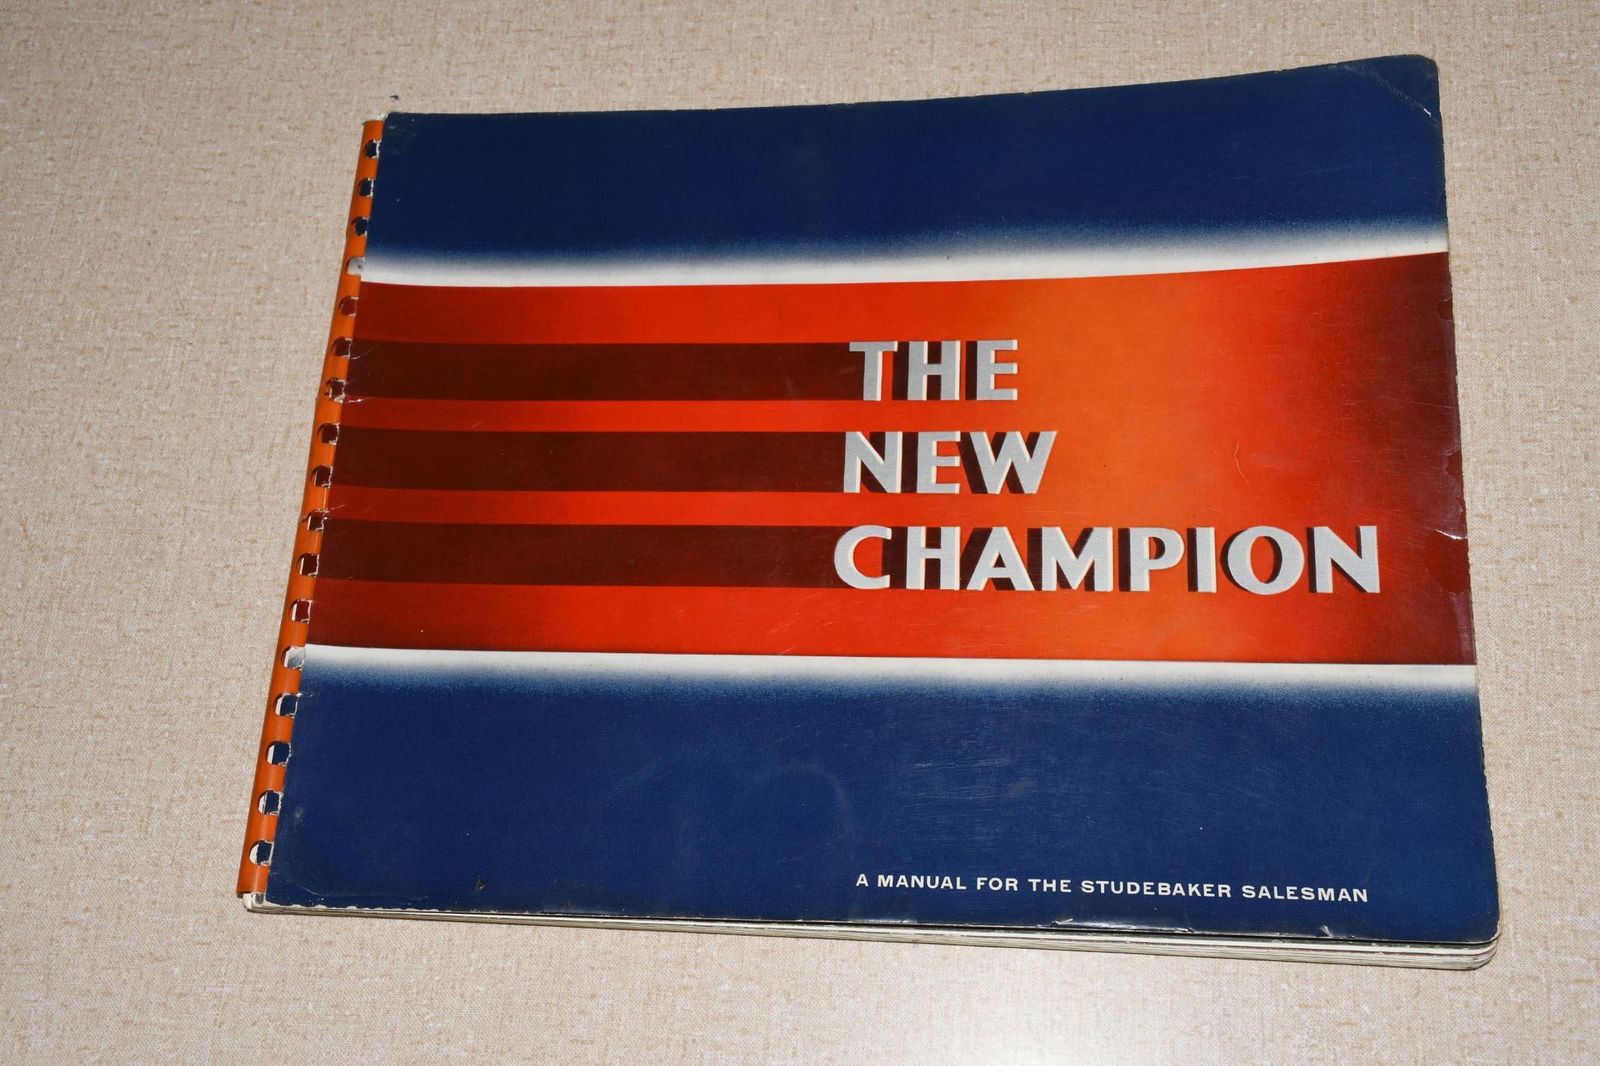 THE
NEW
CHAMPION
A MANUAL FOR THE STUDEBAKER SALESMAN